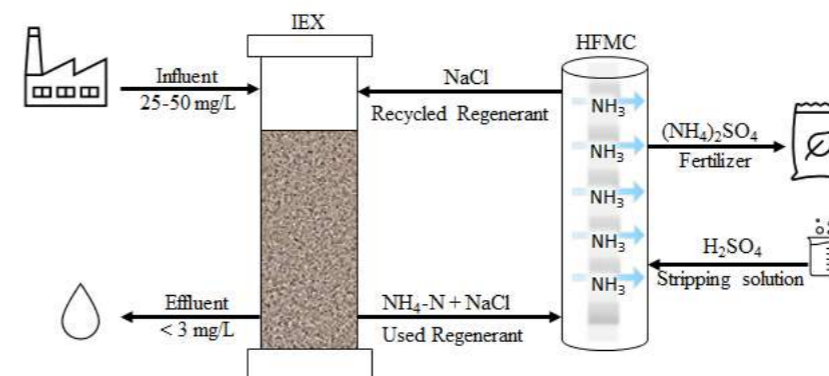 IEX
HFMC
Influent
25-50 mg/L
NaCl
Recycled Regenerant
NH₃
NH₃
NH₃
NH₃
NH₃
(NH₄)₂SO₄
Fertilizer
H₂SO₄
Stripping solution
Effluent
< 3 mg/L
NH₄-N + NaCl
Used Regenerant